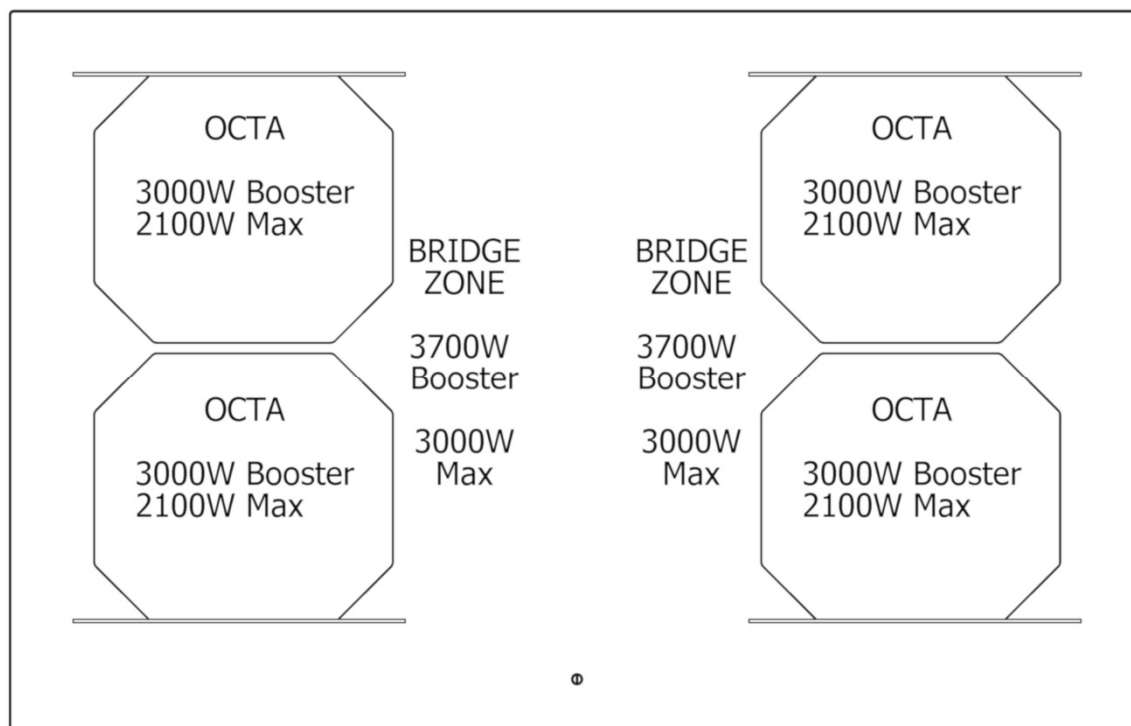 OCTA
3000W Booster
2100W Max
BRIDGE
ZONE
3700W
Booster
3000W
Max
OCTA
3000W Booster
2100W Max
BRIDGE
ZONE
3700W
Booster
3000W
Max
OCTA
3000W Booster
2100W Max
OCTA
3000W Booster
2100W Max